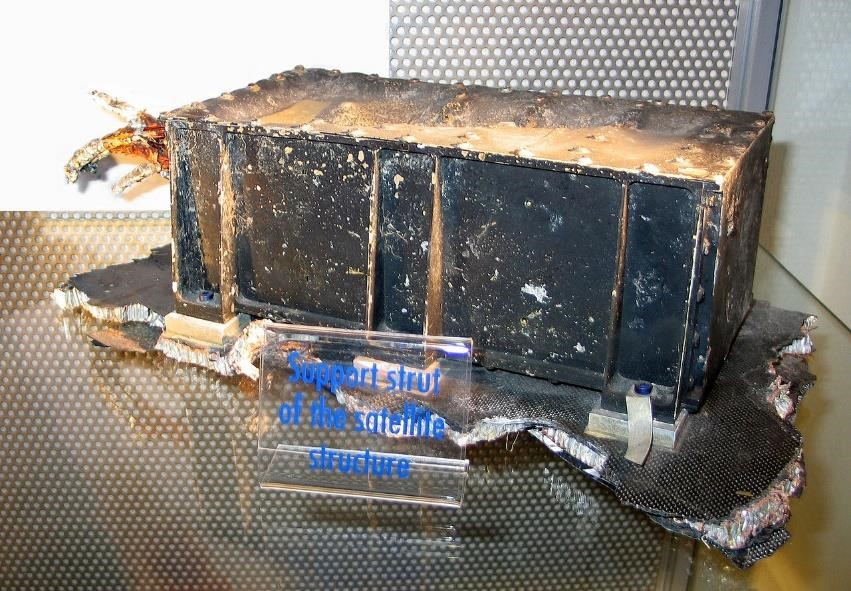 Support strut
of the satellite
structure